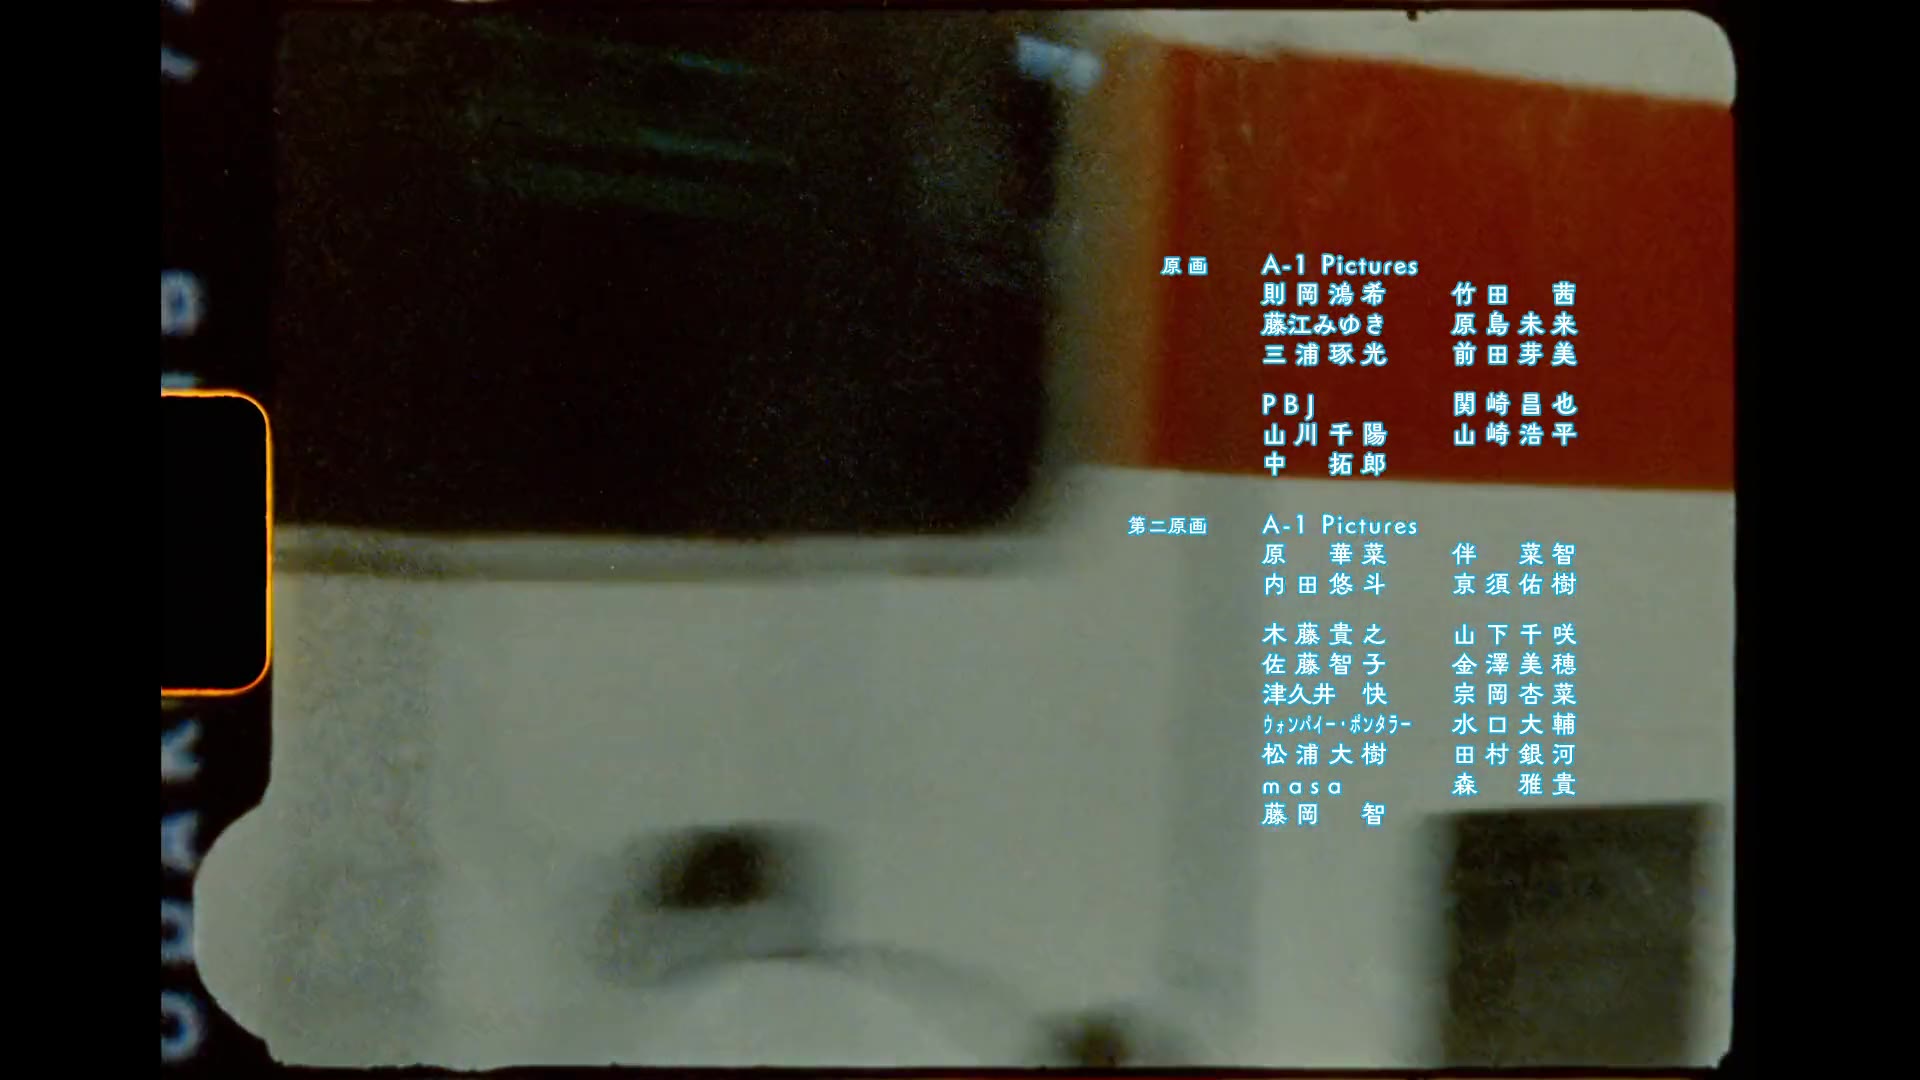 原画 A-1 Pictures
則岡鴻希 竹田 茜
藤江みゆき 原島未来
三浦琢光 前田芽美
PBJ 関崎昌也
山川千陽 山崎浩平
中 拓郎
第二原画 A-1 Pictures
原 華菜 伴 菜智
内田悠斗 亰須佑樹
木藤貴之 山下千咲
佐藤智子 金澤美穂
津久井 快 宗岡杏菜
ウォンパイー・ポンタラー 水口大輔
松浦大樹 田村銀河
masa 森 雅貴
藤岡 智